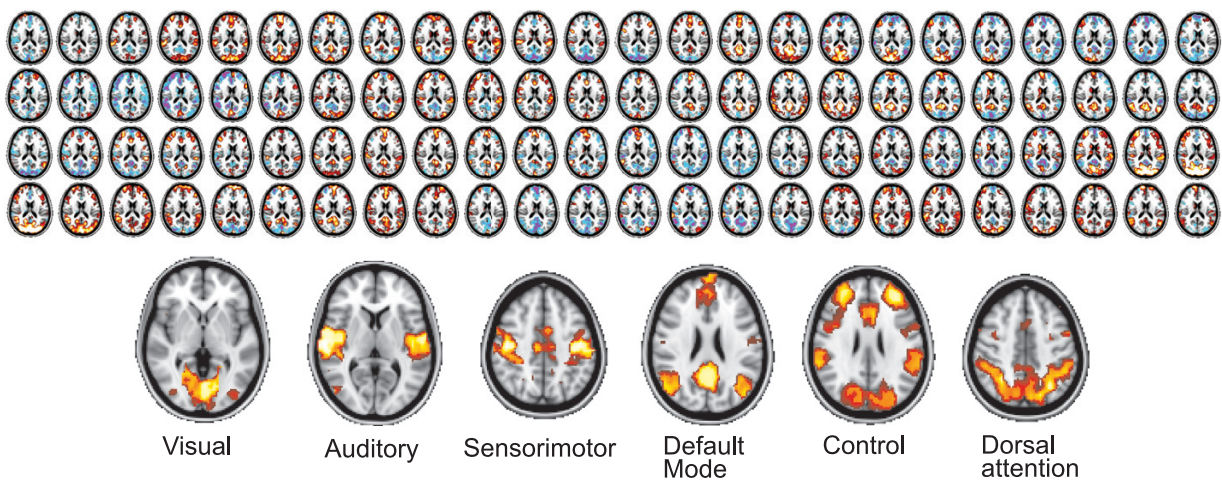 Visual
Auditory
Sensorimotor
Default
Mode
Control
Dorsal
attention